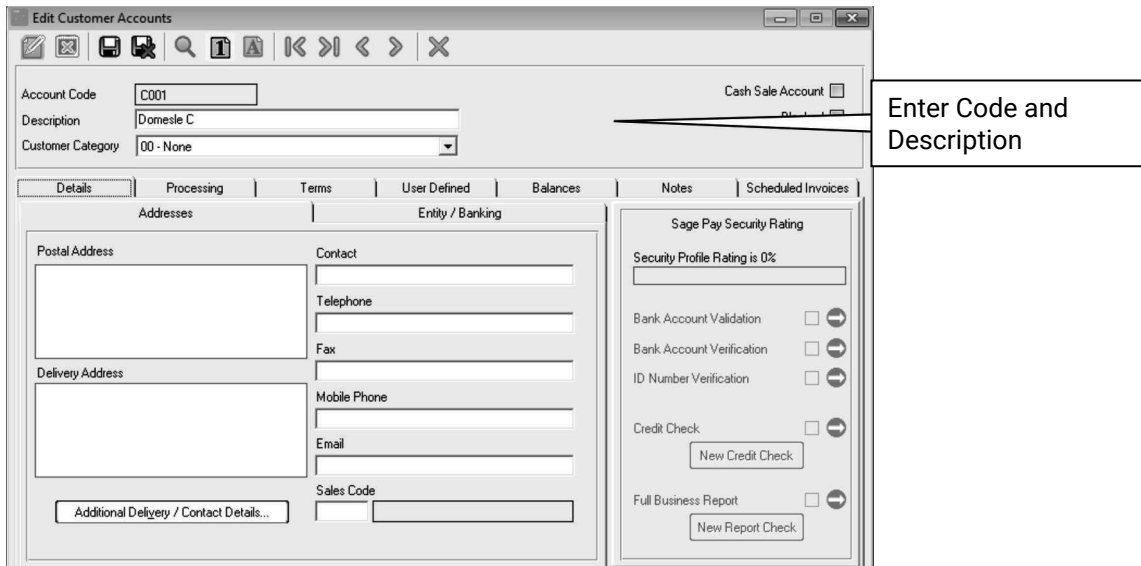 Edit Customer Accounts
Account Code C001 Cash Sale Account
Description Domesle C
Customer Category 00 - None
Enter Code and
Description
Details Processing Terms User Defined Balances Notes Scheduled Invoices
Addresses Entity / Banking
Postal Address
Contact
Telephone
Fax
Delivery Address
Mobile Phone
Email
Sales Code
Additional Delivery / Contact Details...
Sage Pay Security Rating
Security Profile Rating is 0%
Bank Account Validation
Bank Account Verification
ID Number Verification
Credit Check
New Credit Check
Full Business Report
New Report Check